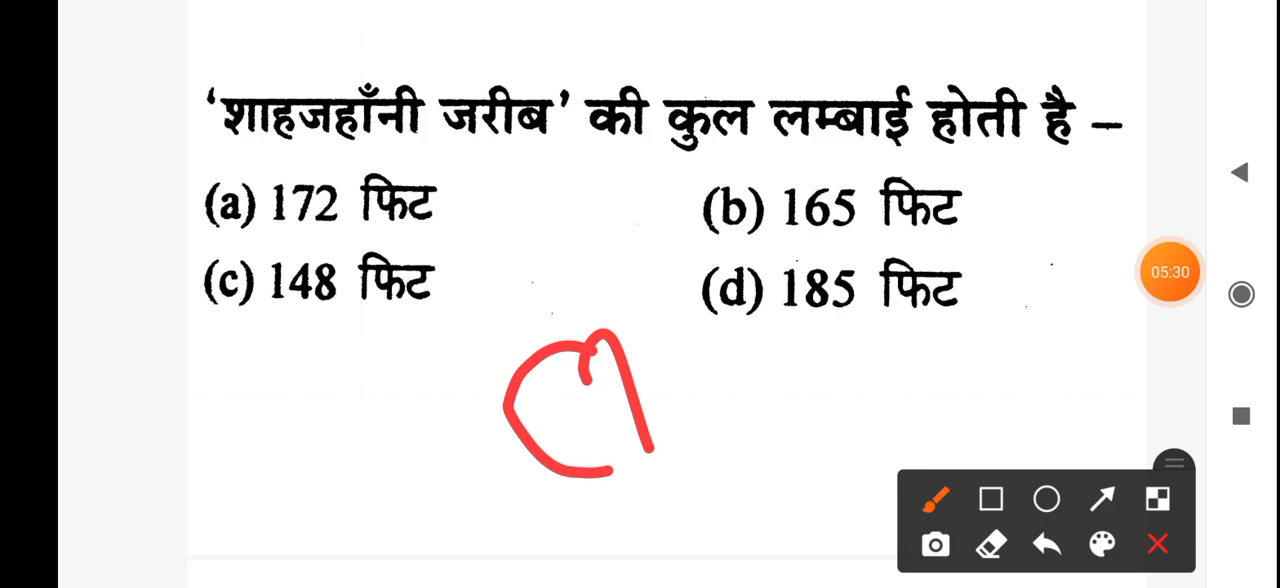 ‘शाहजहाँनी जरीब’ की कुल लम्बाई होती है –
(a) 172 फिट (b) 165 फिट
(c) 148 फिट (d) 185 फिट
05:30